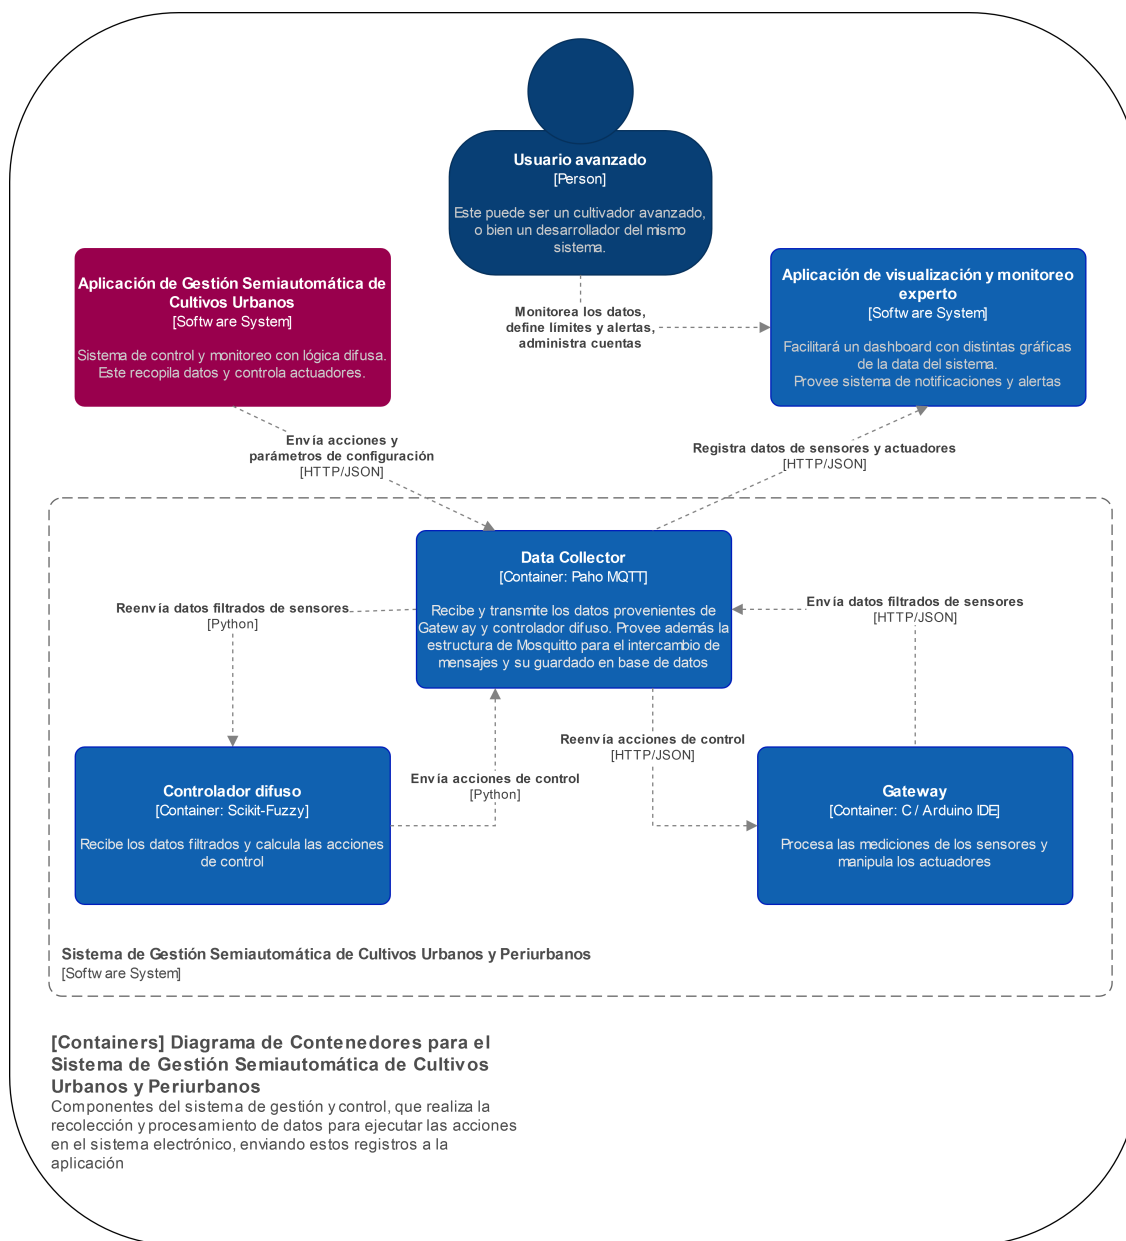 Usuario avanzado
[Person]
Este puede ser un cultivador avanzado,
o bien un desarrollador del mismo
sistema.
Aplicación de Gestión Semiautomática de
Cultivos Urbanos
[Software System]
Sistema de control y monitoreo con lógica difusa.
Este recopila datos y controla actuadores.
Monitorea los datos,
define límites y alertas,
administra cuentas
Aplicación de visualización y monitoreo
experto
[Software System]
Facilitará un dashboard con distintas gráficas
de la data del sistema.
Provee sistema de notificaciones y alertas
Envía acciones y
parámetros de configuración
[HTTP/JSON]
Registra datos de sensores y actuadores
[HTTP/JSON]
Data Collector
[Container: Paho MQTT]
Recibe y transmite los datos provenientes de
Gateway y controlador difuso. Provee además la
estructura de Mosquitto para el intercambio de
mensajes y su guardado en base de datos
Reenvía datos filtrados de sensores
[Python]
Envía datos filtrados de sensores
[HTTP/JSON]
Reenvía acciones de control
[HTTP/JSON]
Envía acciones de control
[Python]
Controlador difuso
[Container: Scikit-Fuzzy]
Recibe los datos filtrados y calcula las acciones
de control
Gateway
[Container: C / Arduino IDE]
Procesa las mediciones de los sensores y
manipula los actuadores
Sistema de Gestión Semiautomática de Cultivos Urbanos y Periurbanos
[Software System]
[Containers] Diagrama de Contenedores para el
Sistema de Gestión Semiautomática de Cultivos
Urbanos y Periurbanos
Componentes del sistema de gestión y control, que realiza la
recolección y procesamiento de datos para ejecutar las acciones
en el sistema electrónico, enviando estos registros a la
aplicación